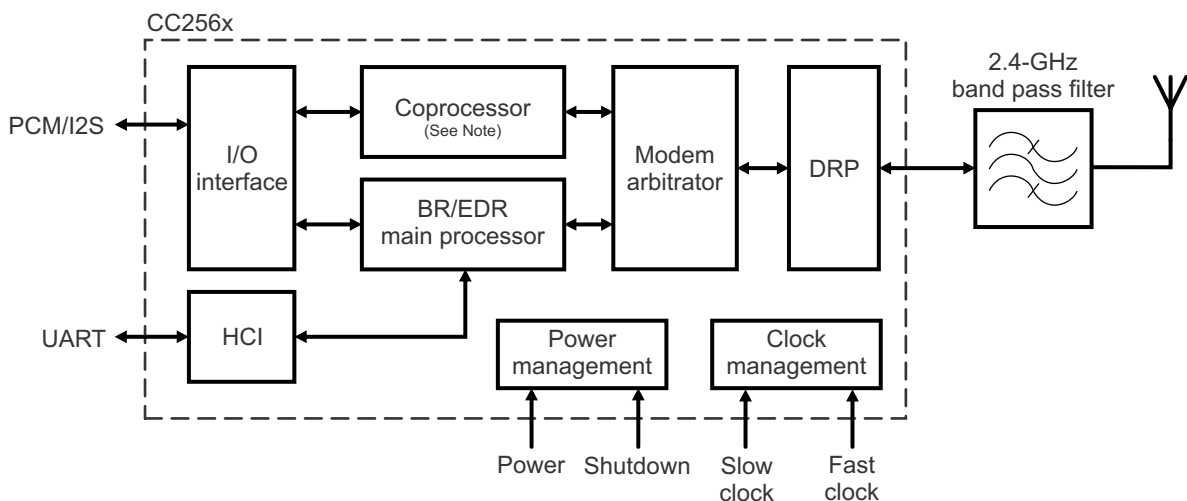 CC256x
2.4-GHz
band pass filter
PCM/I2S
I/O
interface
Coprocessor
(See Note)
BR/EDR
main processor
Modem
arbitrator
DRP
UART
HCI
Power
management
Clock
management
Power
Shutdown
Slow
clock
Fast
clock